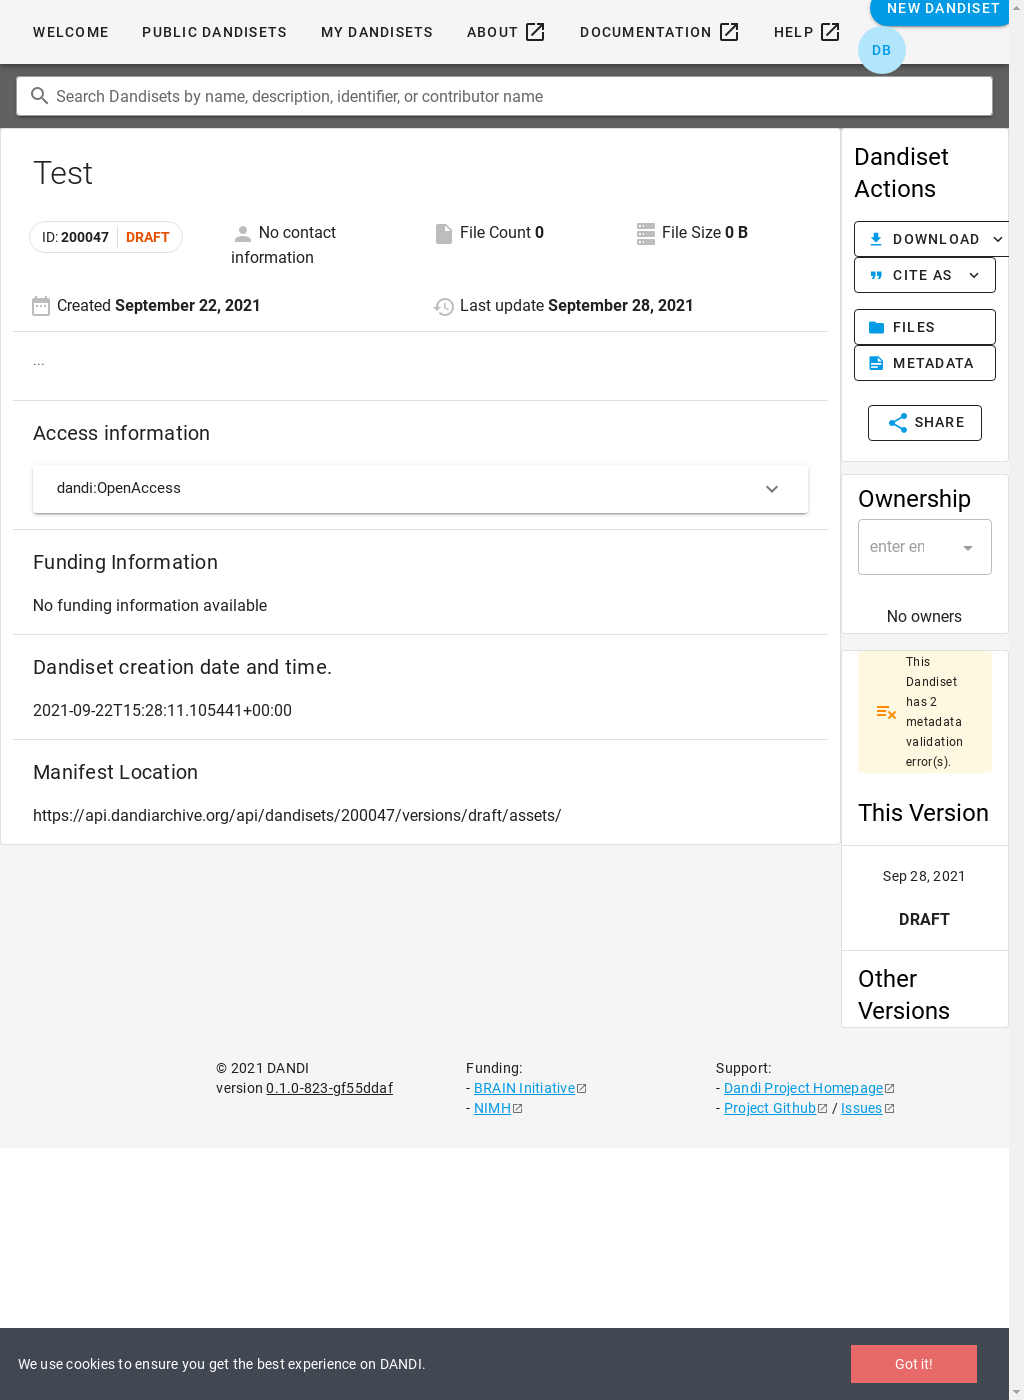 WELCOME
PUBLIC DANDISETS
MY DANDISETS
ABOUT
DOCUMENTATION
HELP
NEW DANDISET
DB
Search Dandisets by name, description, identifier, or contributor name
Test
ID: 200047 DRAFT
No contact
information
File Count 0
File Size 0 B
Created September 22, 2021
Last update September 28, 2021
...
Access information
dandi:OpenAccess
Funding Information
No funding information available
Dandiset creation date and time.
2021-09-22T15:28:11.105441+00:00
Manifest Location
https://api.dandiarchive.org/api/dandisets/200047/versions/draft/assets/
Dandiset
Actions
DOWNLOAD
CITE AS
FILES
METADATA
SHARE
Ownership
enter en
No owners
This
Dandiset
has 2
metadata
validation
error(s).
This Version
Sep 28, 2021
DRAFT
Other
Versions
© 2021 DANDI
version 0.1.0-823-gf55ddaf
Funding:
- BRAIN Initiative
- NIMH
Support:
- Dandi Project Homepage
- Project Github / Issues
We use cookies to ensure you get the best experience on DANDI.
Got it!